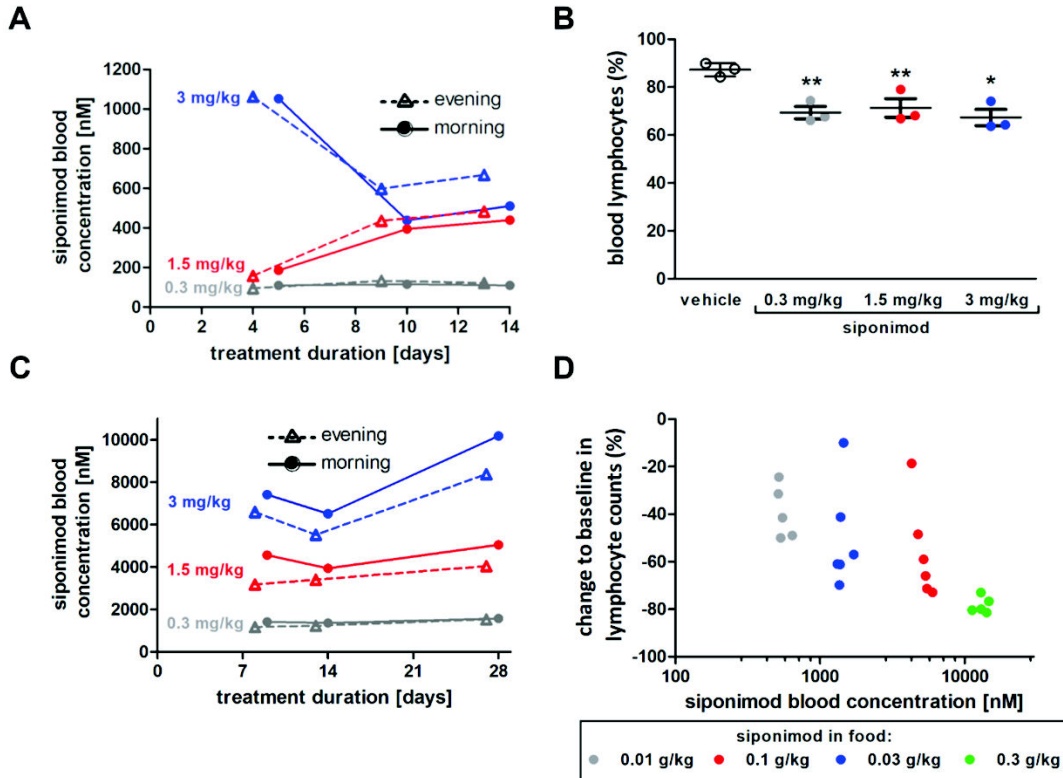 A
siponimod blood
concentration [nM]
1200
1000
800
600
400
200
0
3 mg/kg
1.5 mg/kg
0.3 mg/kg
evening
morning
0 2 4 6 8 10 12 14
treatment duration [days]
B
blood lymphocytes (%)
100
80
60
40
20
0
** ** *
vehicle 0.3 mg/kg 1.5 mg/kg 3 mg/kg
siponimod
C
siponimod blood
concentration [nM]
10000
8000
6000
4000
2000
0
evening
morning
3 mg/kg
1.5 mg/kg
0.3 mg/kg
0 7 14 21 28
treatment duration [days]
D
change to baseline in
lymphocyte counts (%)
-0
-20
-40
-60
-80
-100
100 1000 10000
siponimod blood concentration [nM]
siponimod in food:
0.01 g/kg 0.1 g/kg 0.03 g/kg 0.3 g/kg